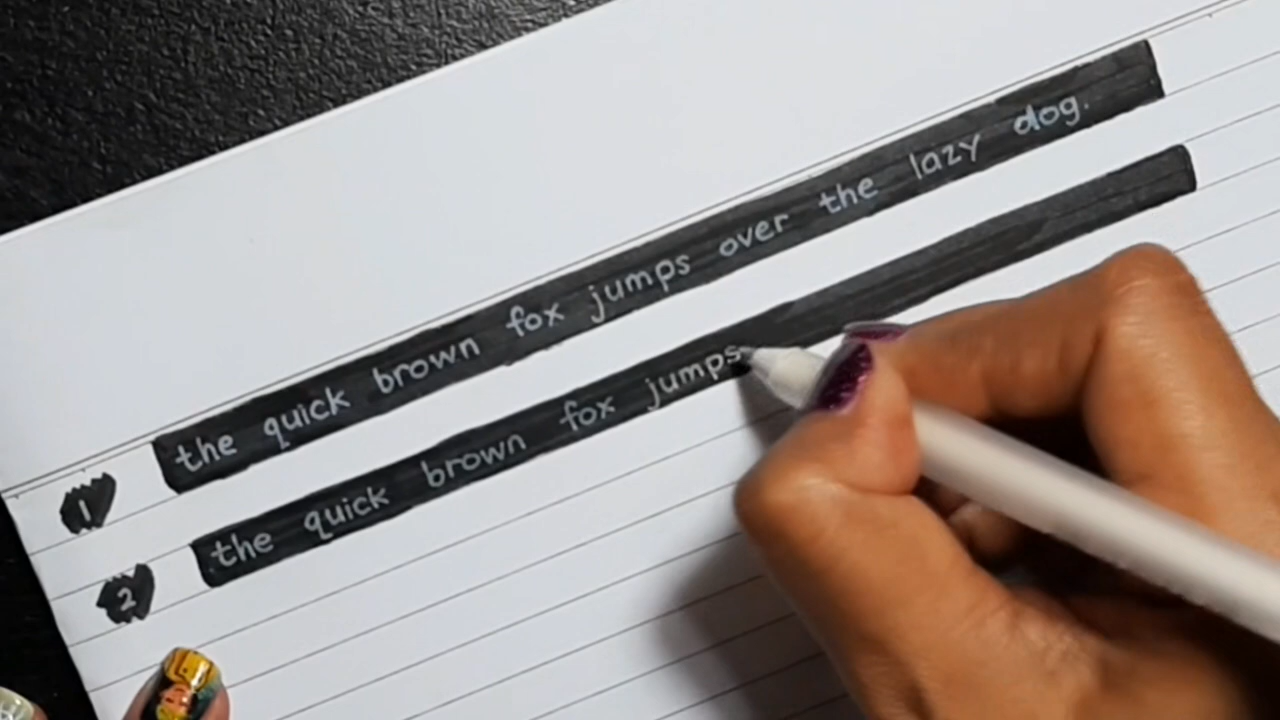 1 the quick brown fox jumps over the lazy dog.
2 the quick brown fox jumps